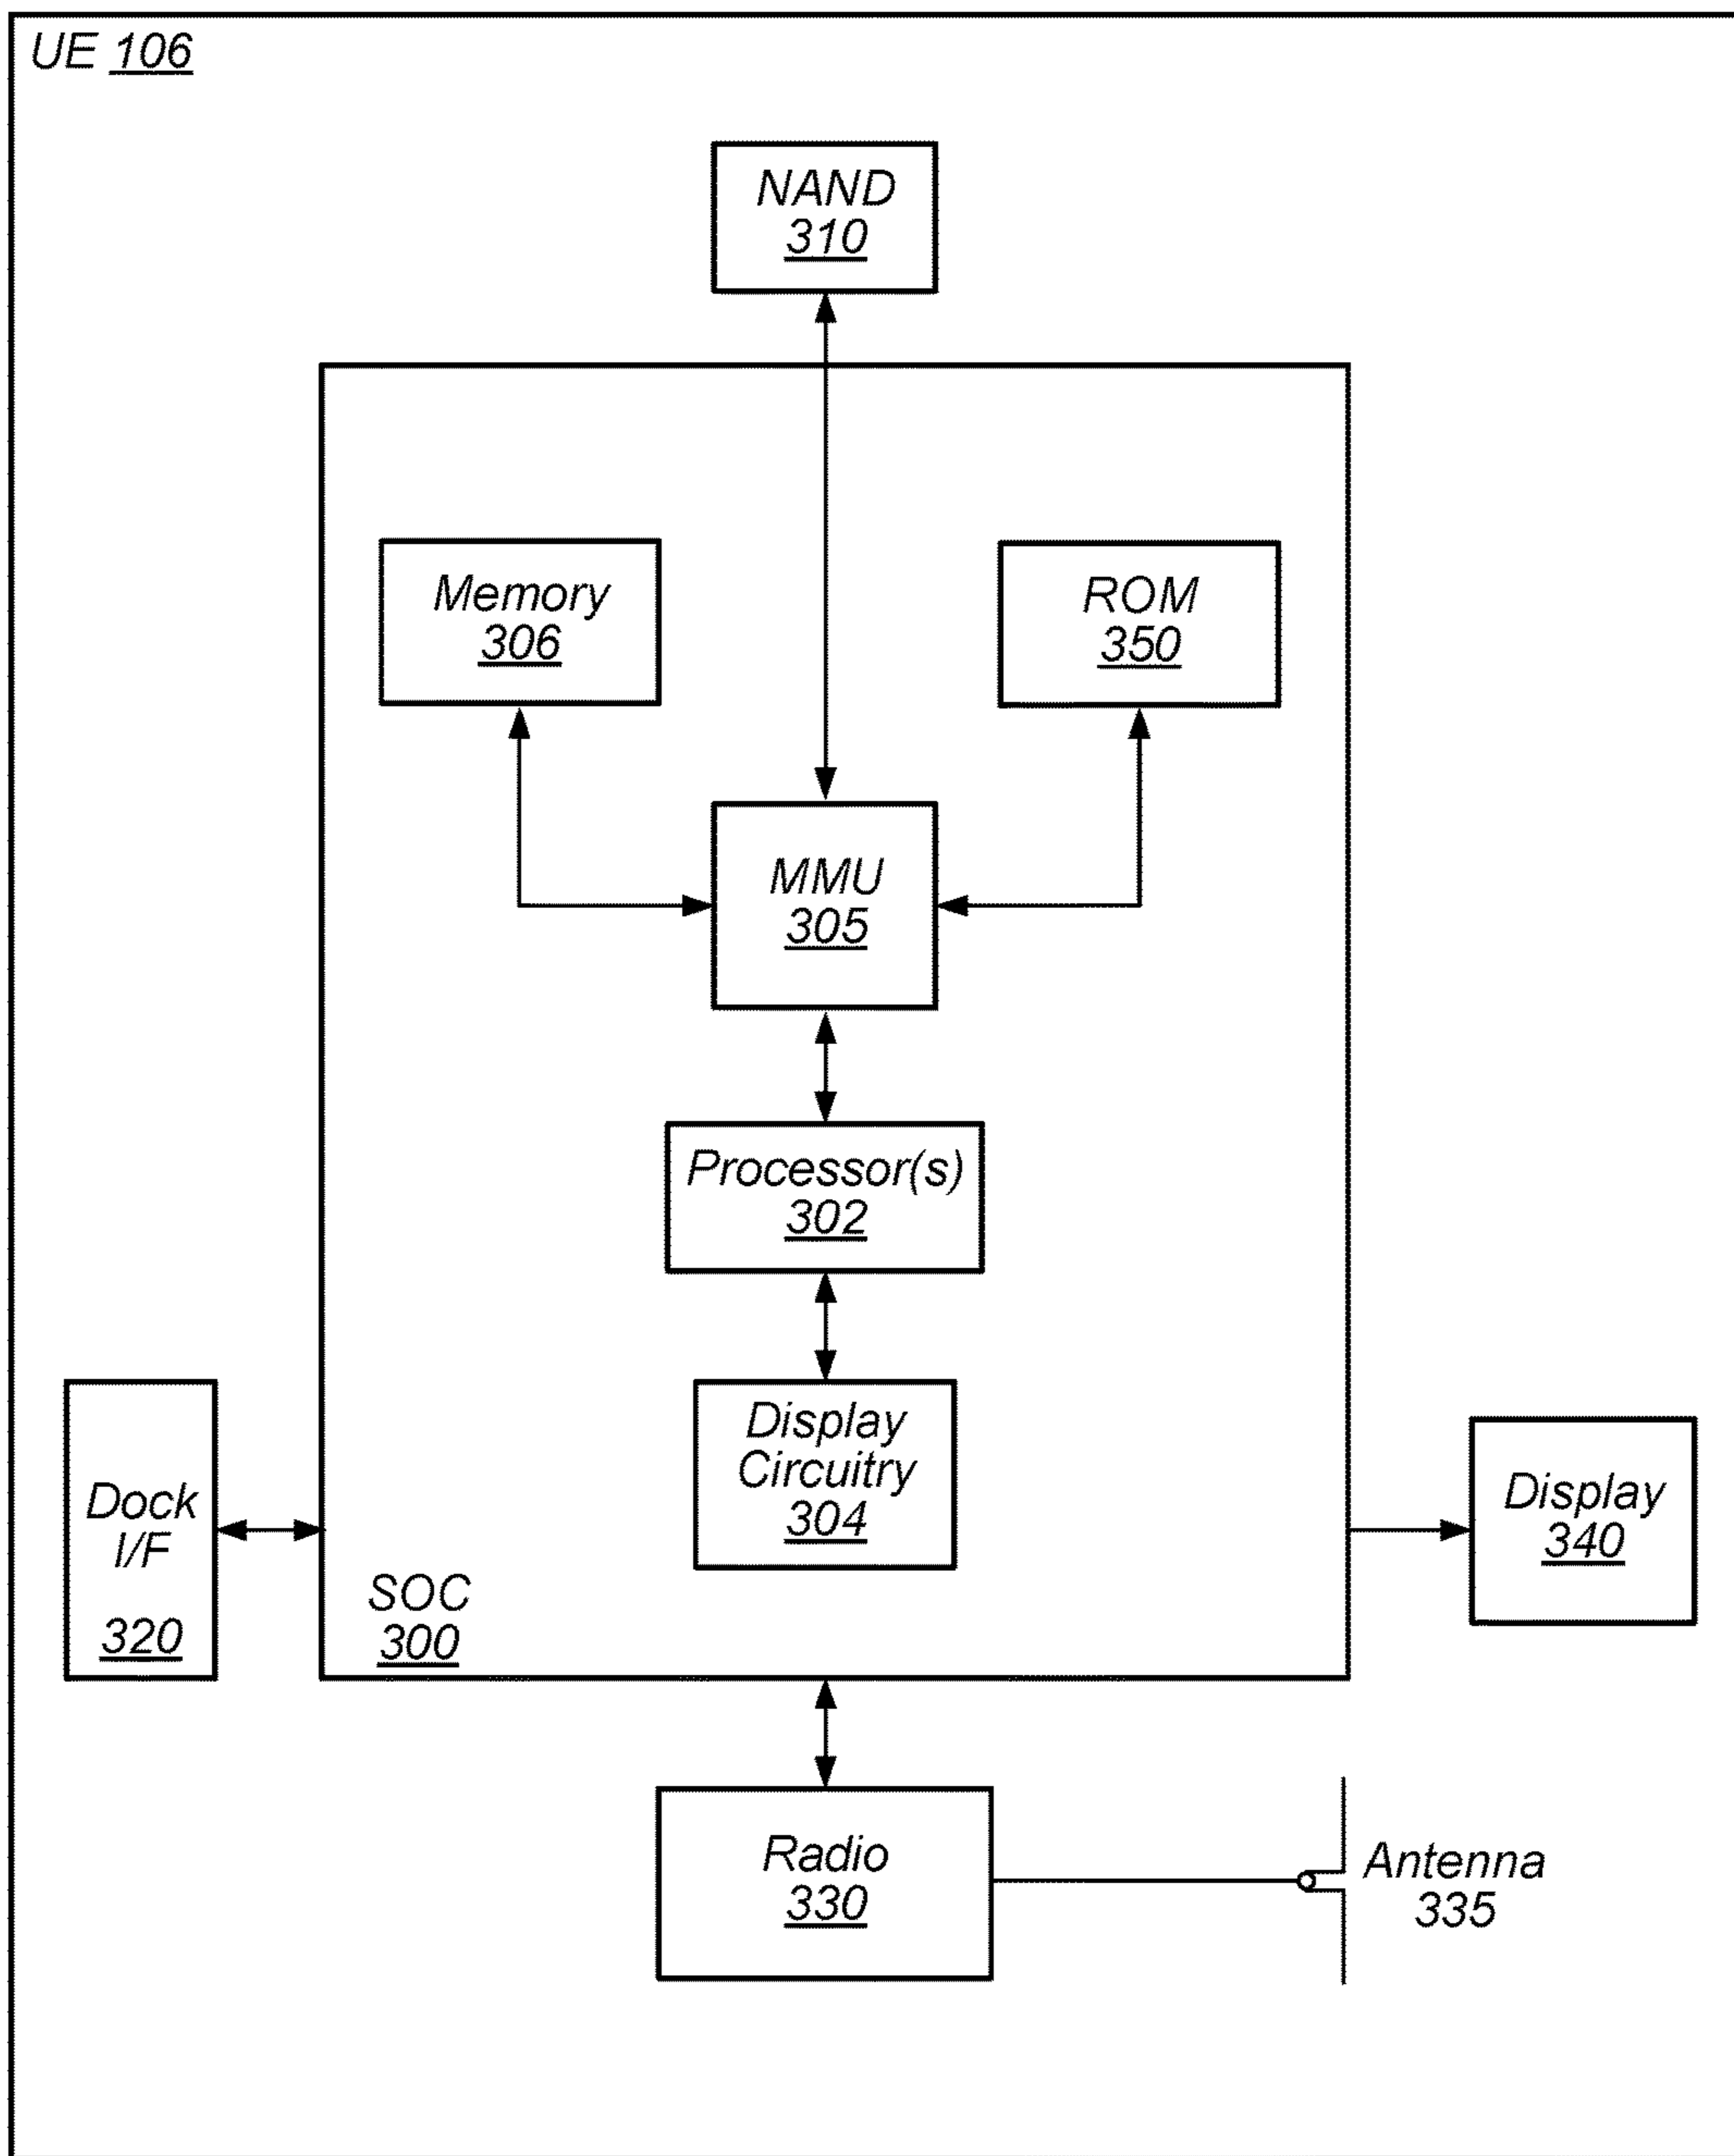 UE 106
NAND
310
Memory
306
ROM
350
MMU
305
Processor(s)
302
Display
Circuitry
304
Dock
I/F
320
SOC
300
Display
340
Radio
330
Antenna
335